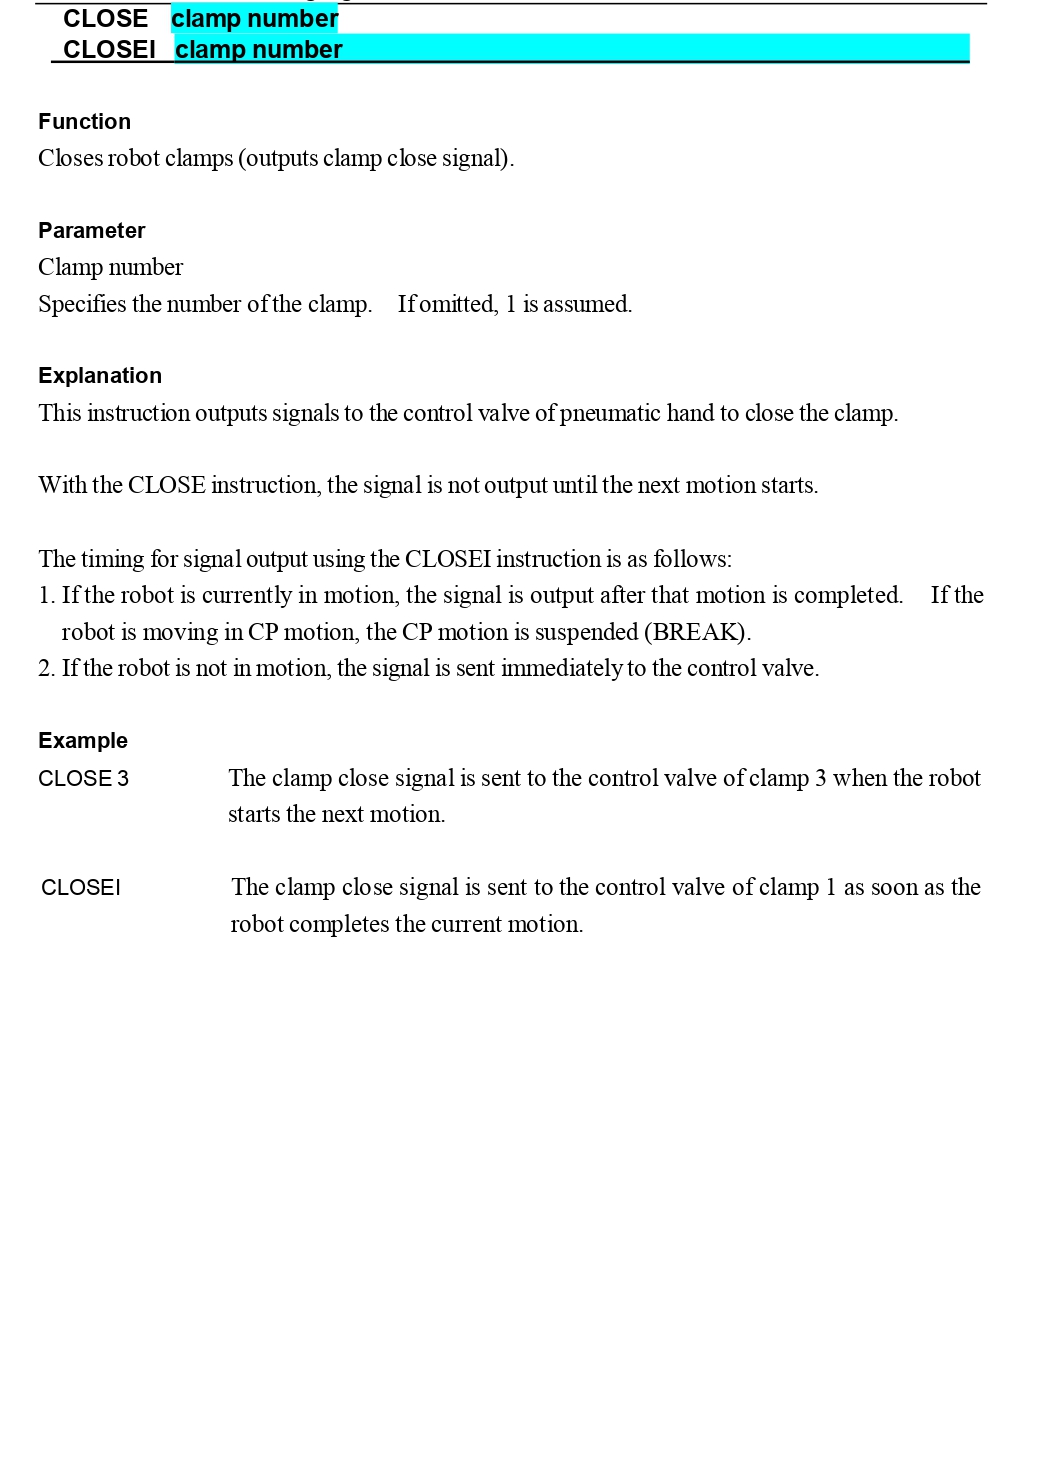 CLOSE clamp number
CLOSEI clamp number
Function
Closes robot clamps (outputs clamp close signal).
Parameter
Clamp number
Specifies the number of the clamp. If omitted, 1 is assumed.
Explanation
This instruction outputs signals to the control valve of pneumatic hand to close the clamp.
With the CLOSE instruction, the signal is not output until the next motion starts.
The timing for signal output using the CLOSEI instruction is as follows:
1. If the robot is currently in motion, the signal is output after that motion is completed. If the
robot is moving in CP motion, the CP motion is suspended (BREAK).
2. If the robot is not in motion, the signal is sent immediately to the control valve.
Example
CLOSE 3 The clamp close signal is sent to the control valve of clamp 3 when the robot
starts the next motion.
CLOSEI The clamp close signal is sent to the control valve of clamp 1 as soon as the
robot completes the current motion.